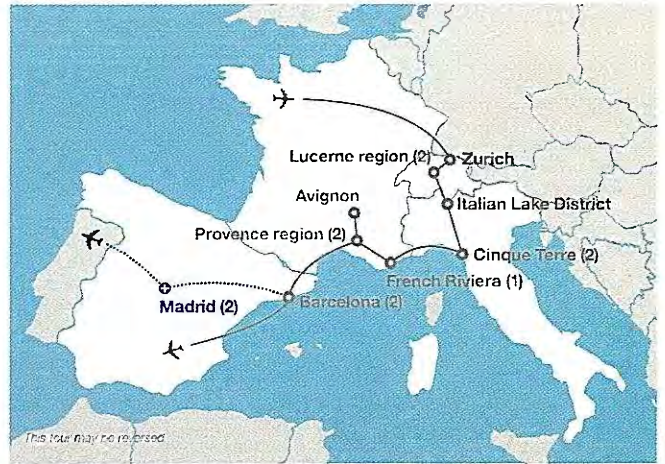 Lucerne region (2)
Zurich
Avignon
Italian Lake District
Provence region (2)
Cinque Terre (2)
French Riviera (1)
Madrid (2)
Barcelona (2)
This tour may be reversed